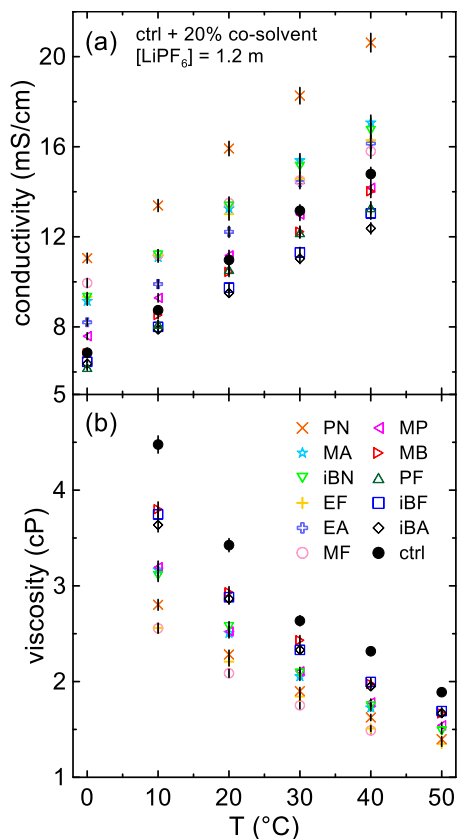 (a) ctrl + 20% co-solvent
[LiPF₆] = 1.2 m
conductivity (mS/cm)
20
16
12
8
5
(b)
PN MP
MA MB
iBN PF
EF iBF
EA iBA
MF ctrl
viscosity (cP)
5
4
3
2
1
0 10 20 30 40 50
T (°C)